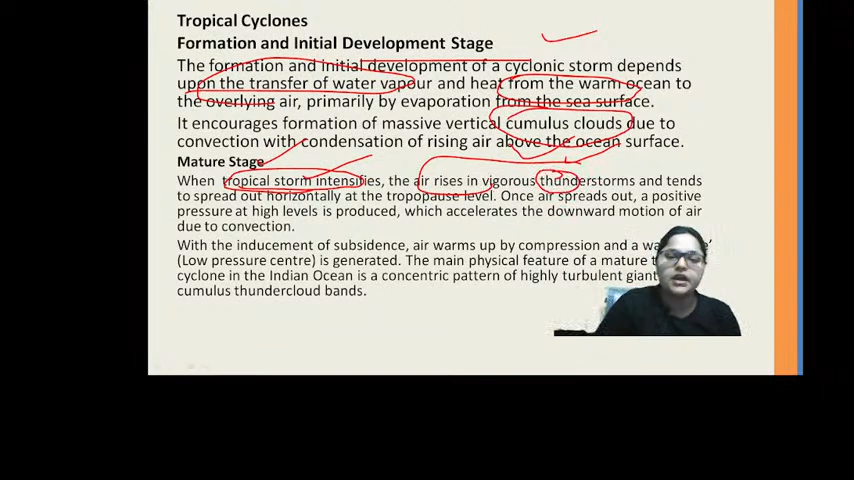 Tropical Cyclones
Formation and Initial Development Stage
The formation and initial development of a cyclonic storm depends
upon the transfer of water vapour and heat from the warm ocean to
the overlying air, primarily by evaporation from the sea surface.
It encourages formation of massive vertical cumulus clouds due to
convection with condensation of rising air above the ocean surface.
Mature Stage
When tropical storm intensifies, the air rises in vigorous thunderstorms and tends
to spread out horizontally at the tropopause level. Once air spreads out, a positive
pressure at high levels is produced, which accelerates the downward motion of air
due to convection.
With the inducement of subsidence, air warms up by compression and a
(Low pressure centre) is generated. The main physical feature of a mature
cyclone in the Indian Ocean is a concentric pattern of highly turbulent giant
cumulus thundercloud bands.